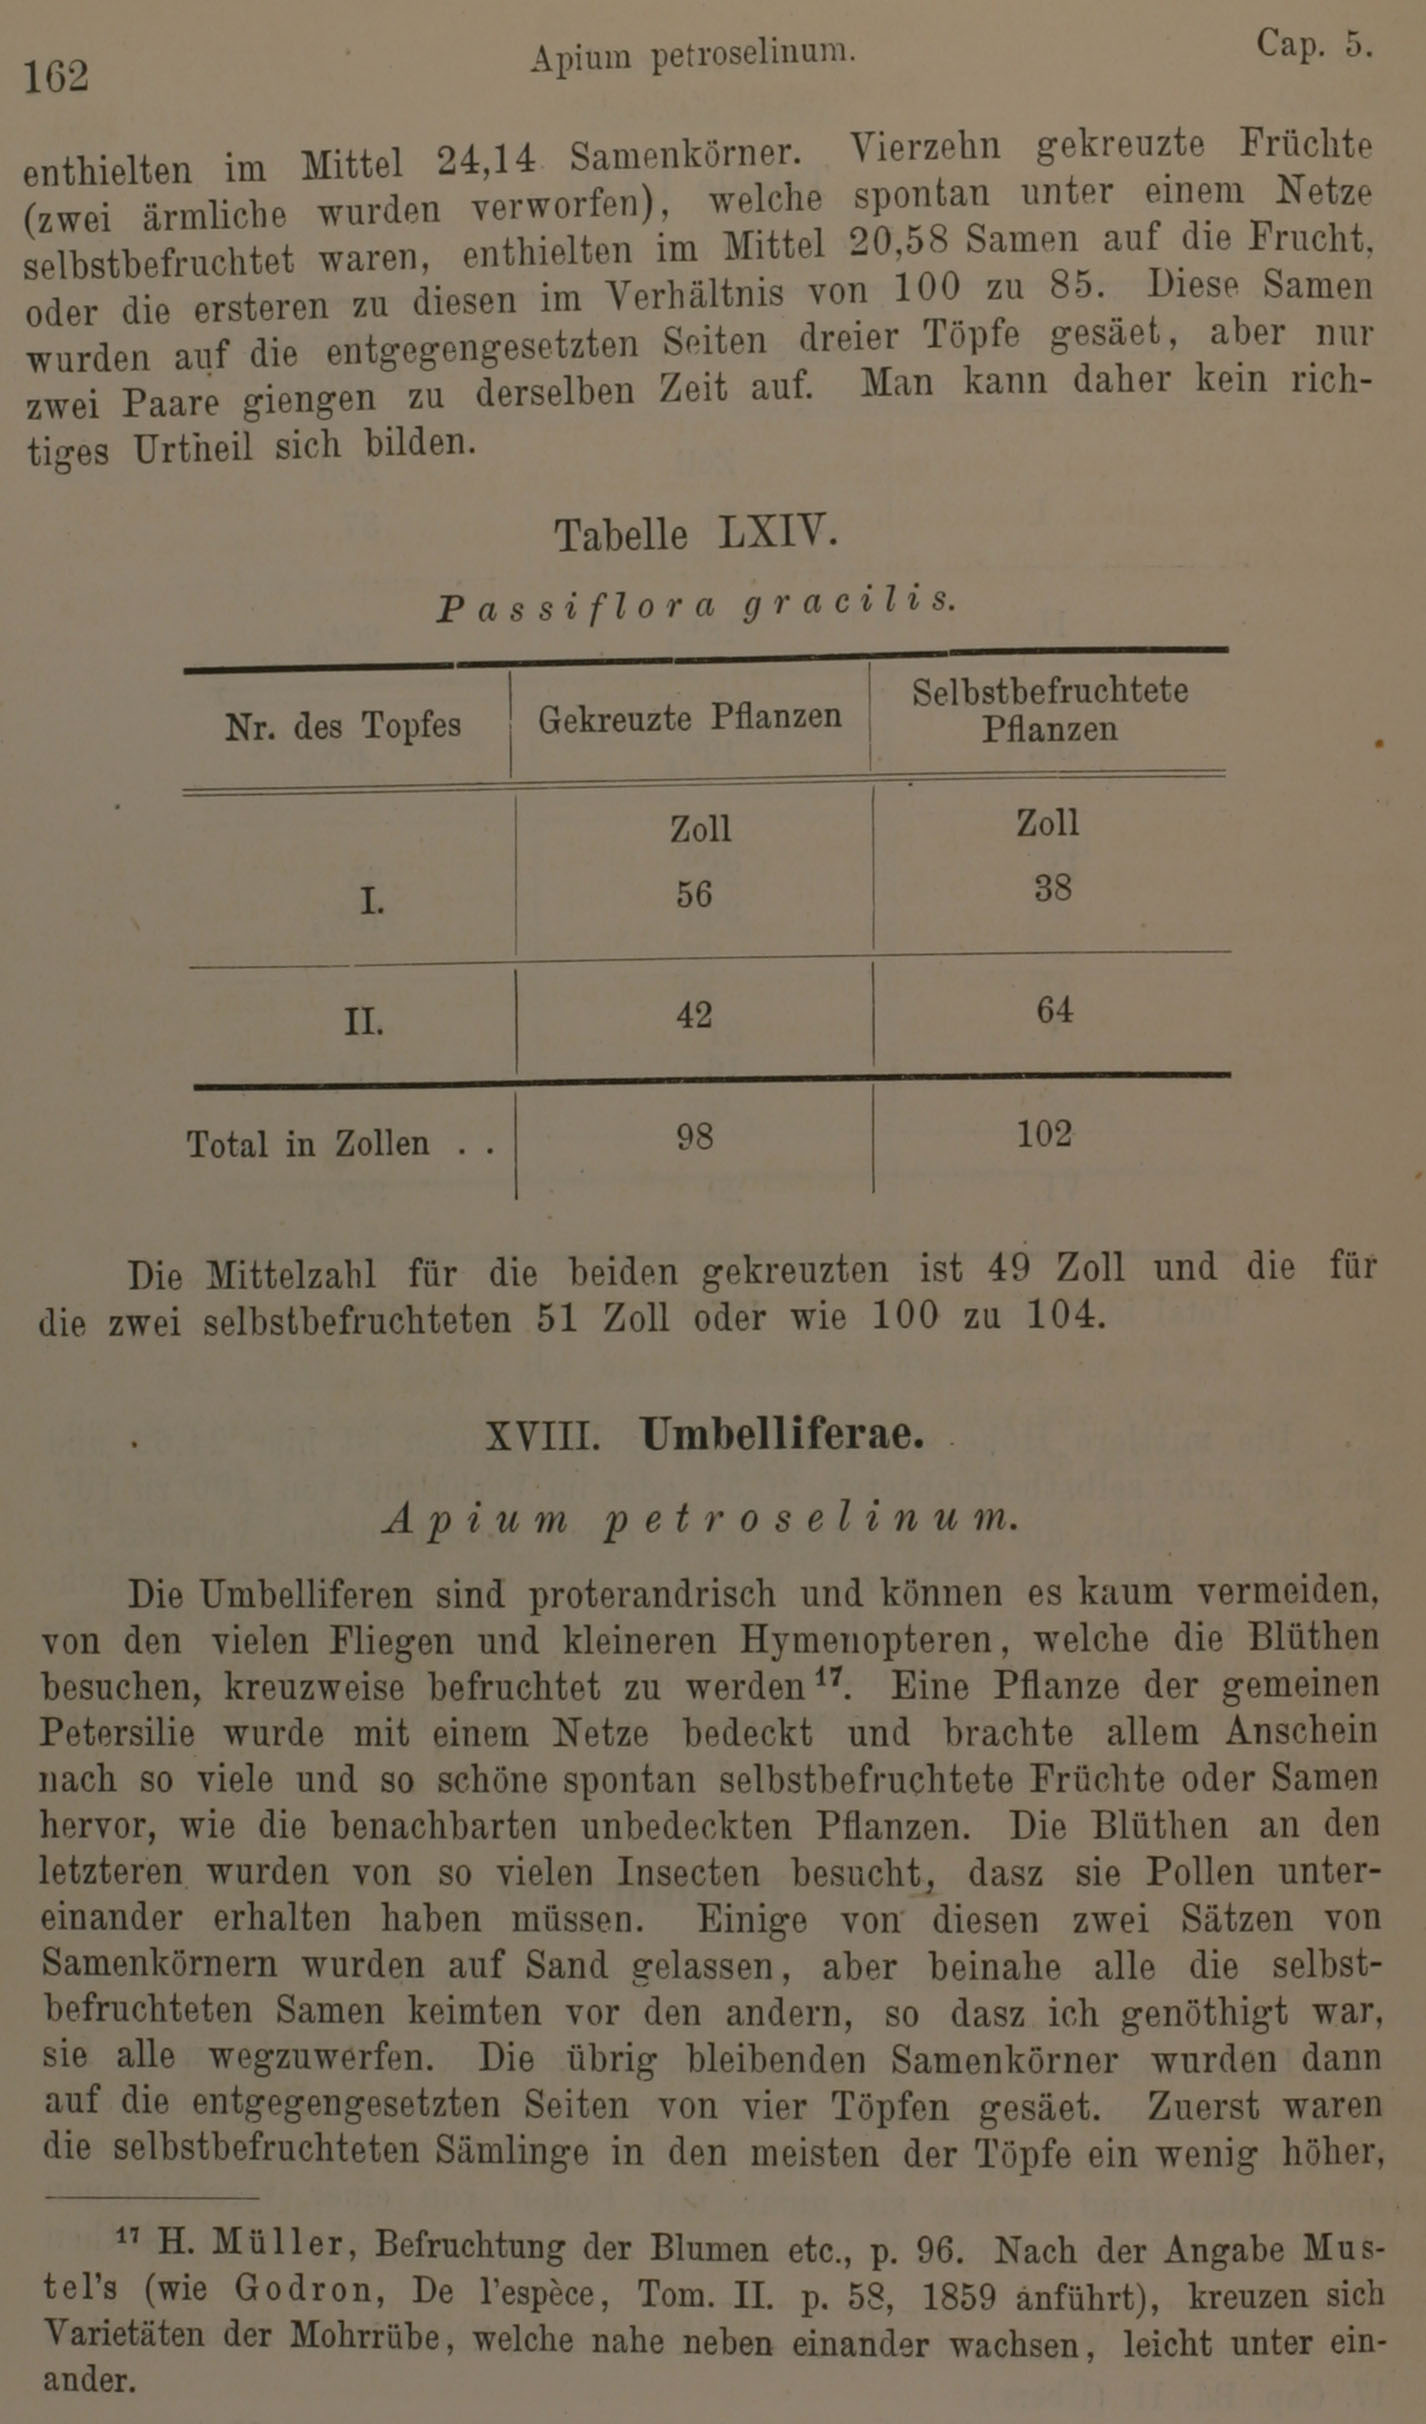 162
Apium petroselinum.
Cap. 5.
enthielten im Mittel 24,14 Samenkörner. Vierzehn gekreuzte Früchte
(zwei ärmliche wurden verworfen), welche spontan unter einem Netze
selbstbefruchtet waren, enthielten im Mittel 20,58 Samen auf die Frucht,
oder die ersteren zu diesen im Verhältnis von 100 zu 85. Diese Samen
wurden auf die entgegengesetzten Seiten dreier Töpfe gesäet, aber nur
zwei Paare giengen zu derselben Zeit auf. Man kann daher kein rich-
tiges Urtheil sich bilden.
Tabelle LXIV.
Passiflora gracilis.
Nr. des Topfes Gekreuzte Pflanzen Selbstbefruchtete
Pflanzen
Zoll Zoll
I. 56 38
II. 42 64
Total in Zollen . . 98 102
Die Mittelzahl für die beiden gekreuzten ist 49 Zoll und die für
die zwei selbstbefruchteten 51 Zoll oder wie 100 zu 104.
XVIII. Umbelliferae.
Apium petroselinum.
Die Umbelliferen sind proterandrisch und können es kaum vermeiden,
von den vielen Fliegen und kleineren Hymenopteren, welche die Blüthen
besuchen, kreuzweise befruchtet zu werden¹⁷. Eine Pflanze der gemeinen
Petersilie wurde mit einem Netze bedeckt und brachte allem Anschein
nach so viele und so schöne spontan selbstbefruchtete Früchte oder Samen
hervor, wie die benachbarten unbedeckten Pflanzen. Die Blüthen an den
letzteren wurden von so vielen Insecten besucht, dasz sie Pollen unter-
einander erhalten haben müssen. Einige von diesen zwei Sätzen von
Samenkörnern wurden auf Sand gelassen, aber beinahe alle die selbst-
befruchteten Samen keimten vor den andern, so dasz ich genöthigt war,
sie alle wegzuwerfen. Die übrig bleibenden Samenkörner wurden dann
auf die entgegengesetzten Seiten von vier Töpfen gesäet. Zuerst waren
die selbstbefruchteten Sämlinge in den meisten der Töpfe ein wenig höher,
¹⁷ H. Müller, Befruchtung der Blumen etc., p. 96. Nach der Angabe Mus-
tel's (wie Godron, De l'espèce, Tom. II. p. 58, 1859 anführt), kreuzen sich
Varietäten der Mohrrübe, welche nahe neben einander wachsen, leicht unter ein-
ander.